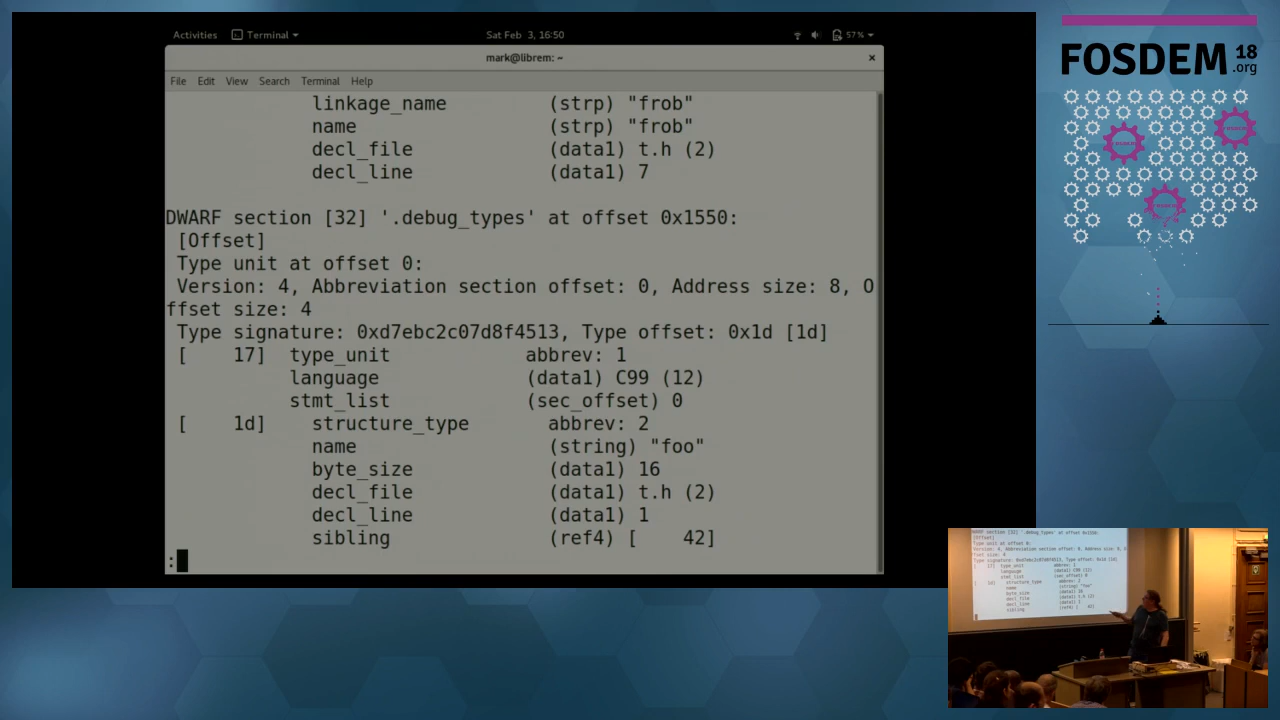 Activities Terminal Sat Feb 3, 16:50 57%
mark@librem: ~ ×
File Edit View Search Terminal Help
linkage_name (strp) "frob"
name (strp) "frob"
decl_file (data1) t.h (2)
decl_line (data1) 7
DWARF section [32] '.debug_types' at offset 0x1550:
[Offset]
Type unit at offset 0:
Version: 4, Abbreviation section offset: 0, Address size: 8, O
ffset size: 4
Type signature: 0xd7ebc2c07d8f4513, Type offset: 0x1d [1d]
[ 17] type_unit abbrev: 1
language (data1) C99 (12)
stmt_list (sec_offset) 0
[ 1d] structure_type abbrev: 2
name (string) "foo"
byte_size (data1) 16
decl_file (data1) t.h (2)
decl_line (data1) 1
sibling (ref4) [ 42]
:
FOSDEM 18
.org